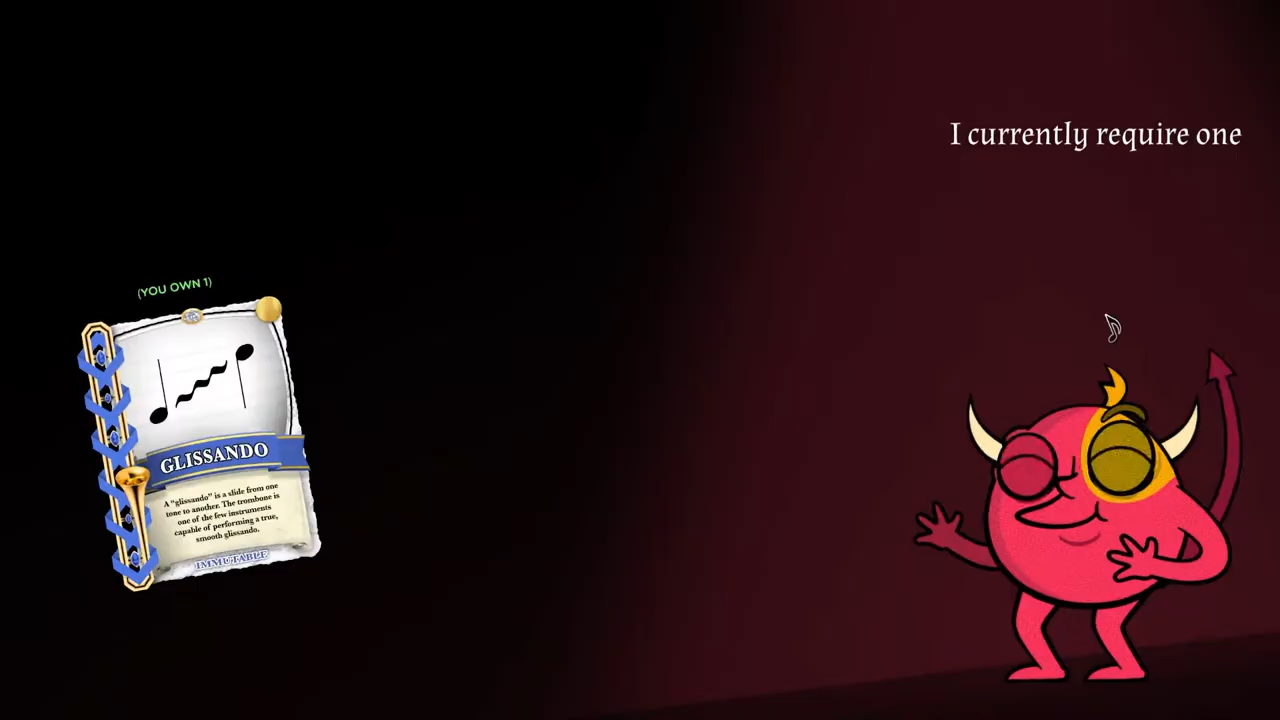 I currently require one
(YOU OWN 1)
GLISSANDO
A "glissando" is a slide from one
tone to another. The trombone is
one of the few instruments
capable of performing a true,
smooth glissando.
IMMUTABLE